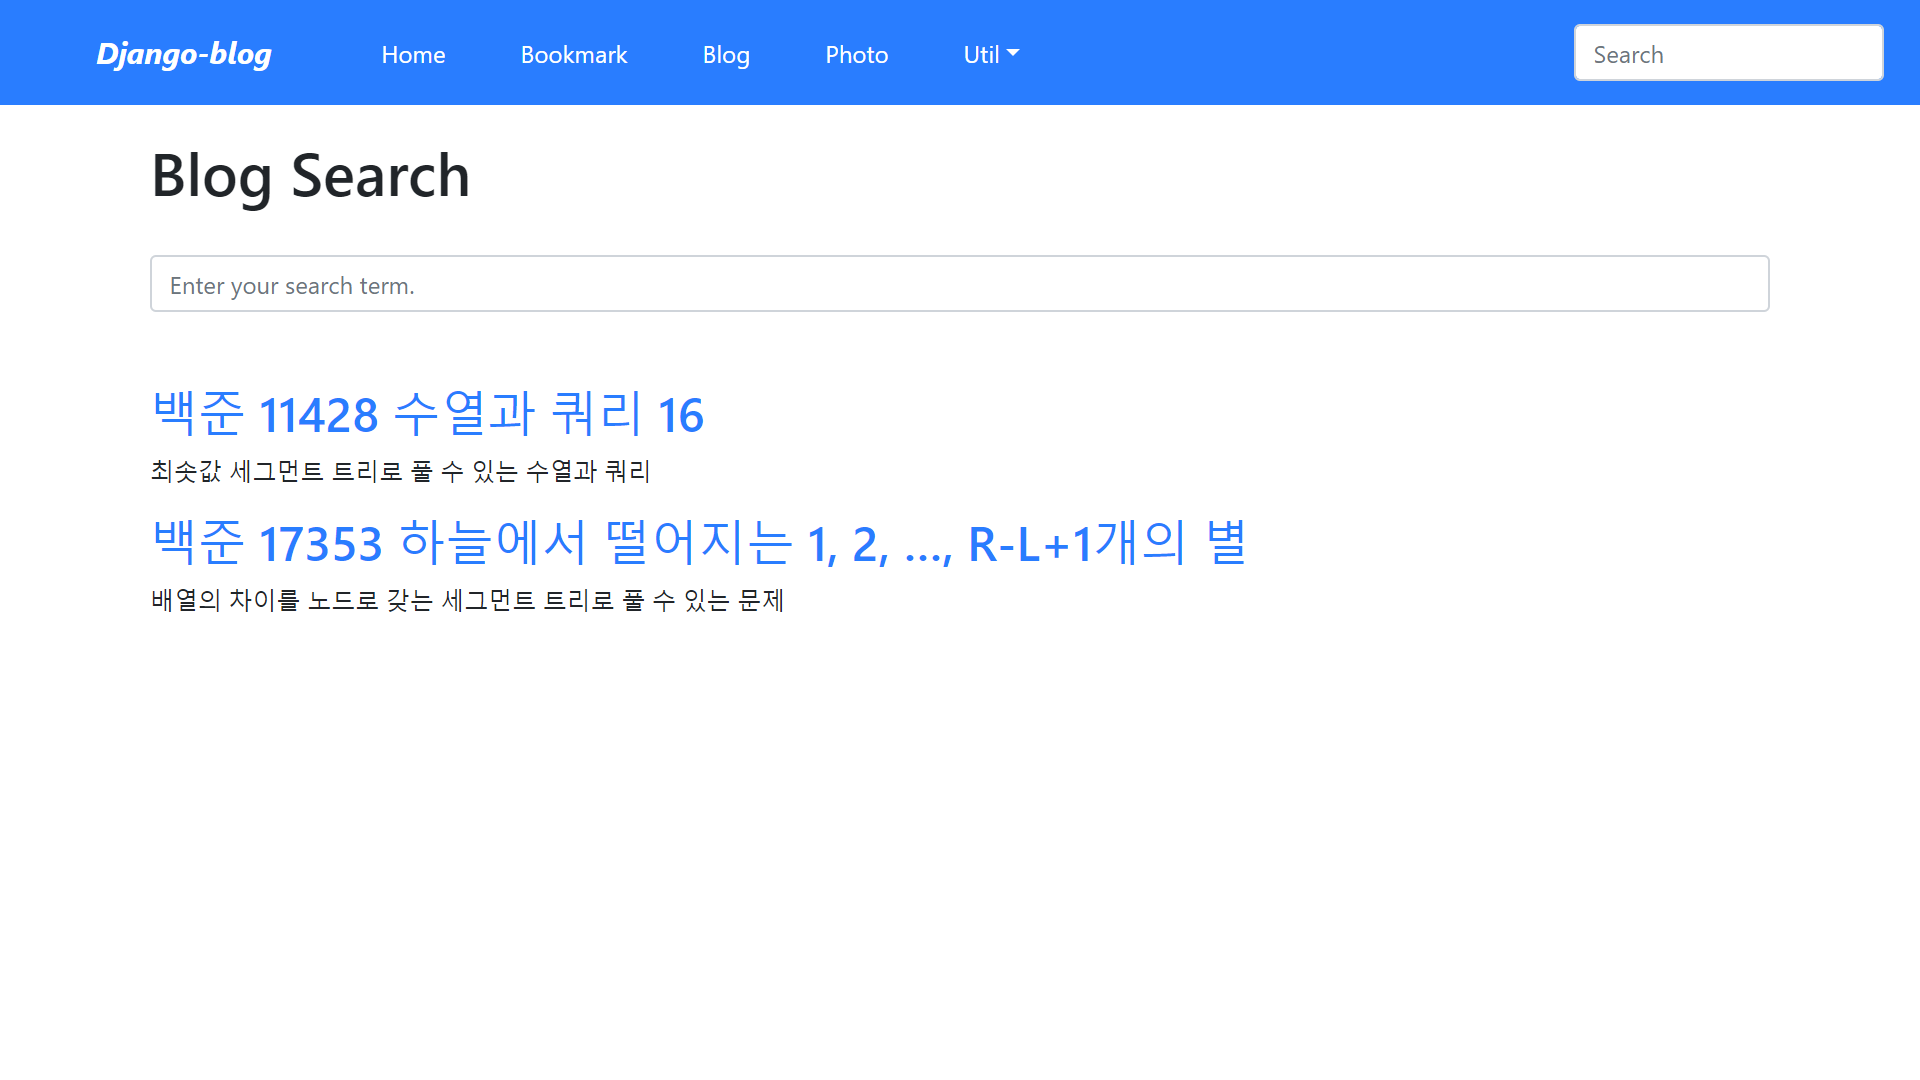 Django-blog Home Bookmark Blog Photo Util Search
Blog Search
Enter your search term.
백준 11428 수열과 쿼리 16
최솟값 세그먼트 트리로 풀 수 있는 수열과 쿼리
백준 17353 하늘에서 떨어지는 1, 2, ..., R-L+1개의 별
배열의 차이를 노드로 갖는 세그먼트 트리로 풀 수 있는 문제